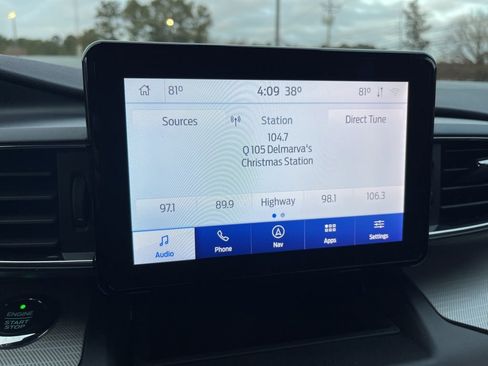 81° 4:09 38° 81°
Sources Station Direct Tune
104.7
Q 105 Delmarva's
Christmas Station
97.1 89.9 Highway 98.1 106.3
Audio Phone Nav Apps Settings
ENGINE
START
STOP